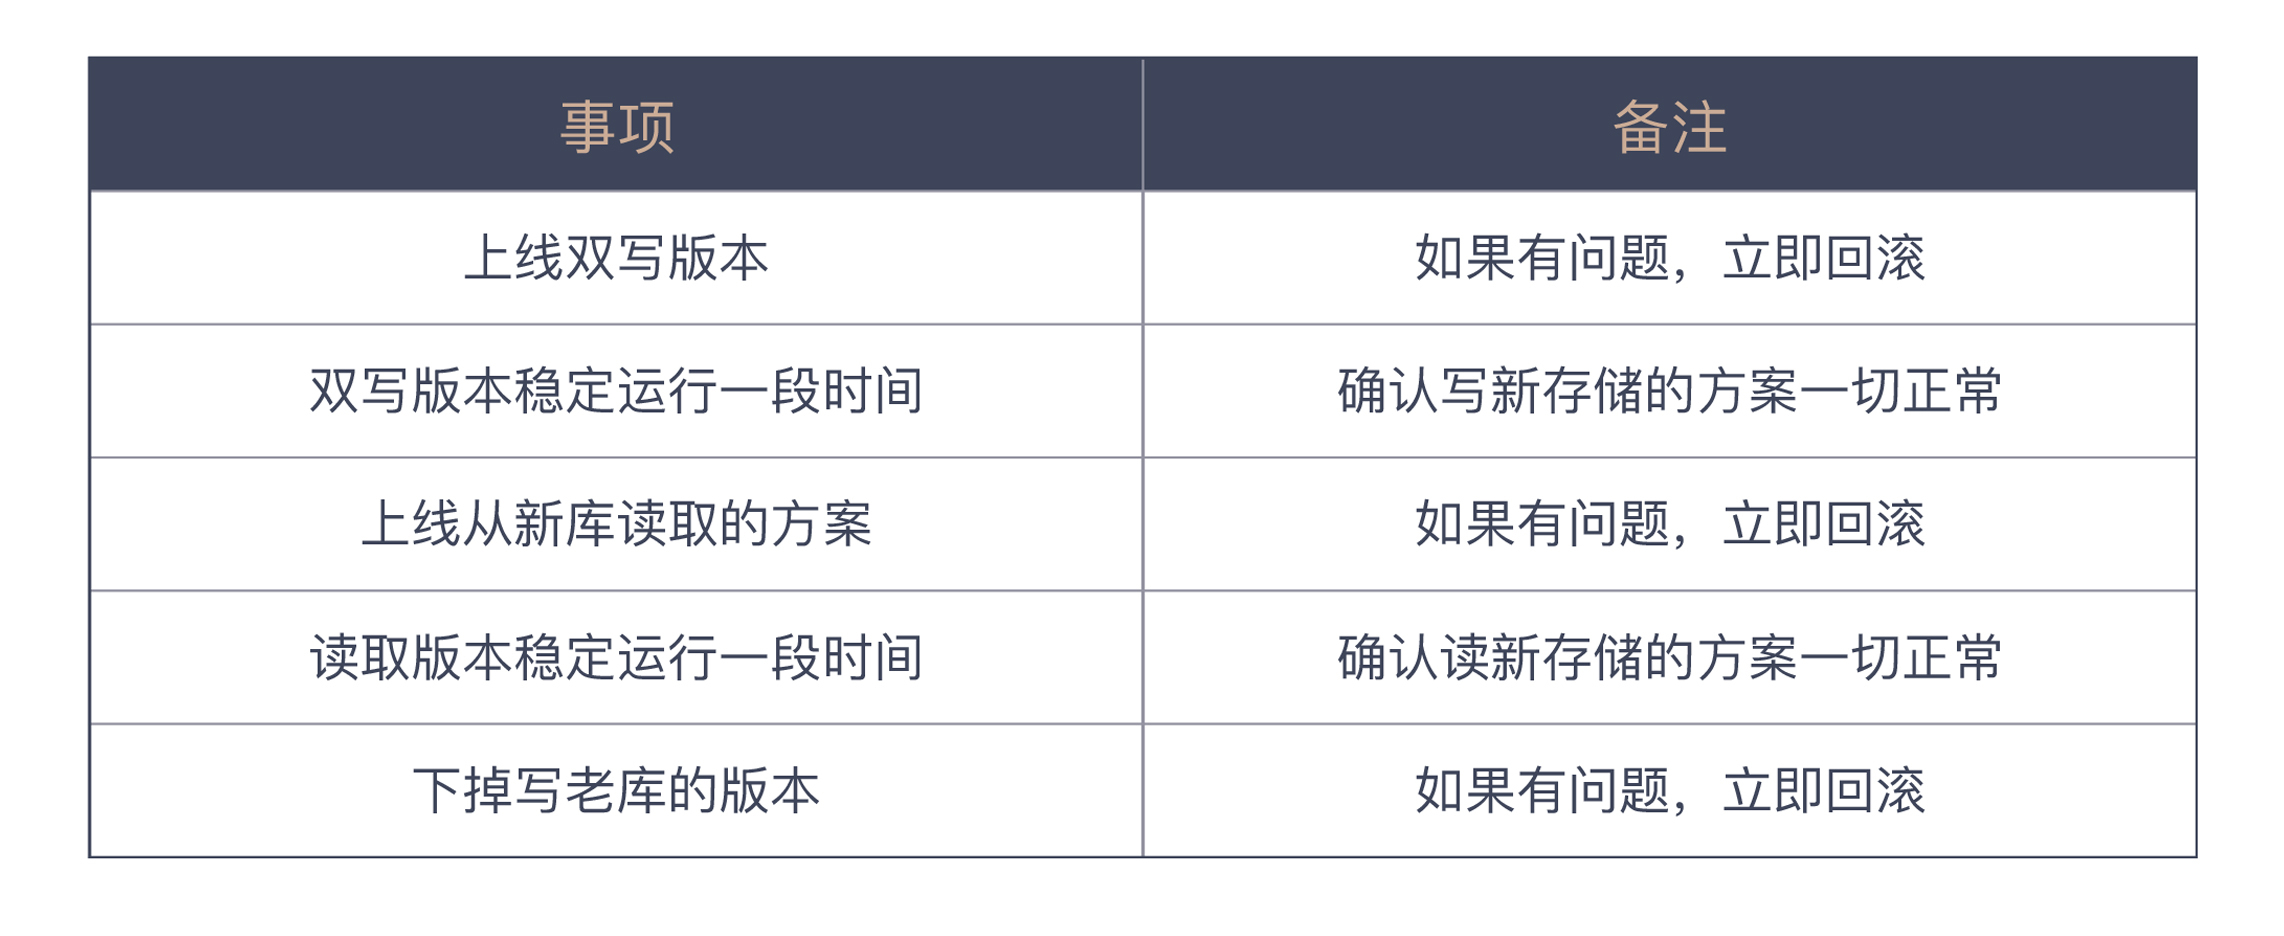 事项 备注
上线双写版本 如果有问题，立即回滚
双写版本稳定运行一段时间 确认写新存储的方案一切正常
上线从新库读取的方案 如果有问题，立即回滚
读取版本稳定运行一段时间 确认读新存储的方案一切正常
下掉写老库的版本 如果有问题，立即回滚